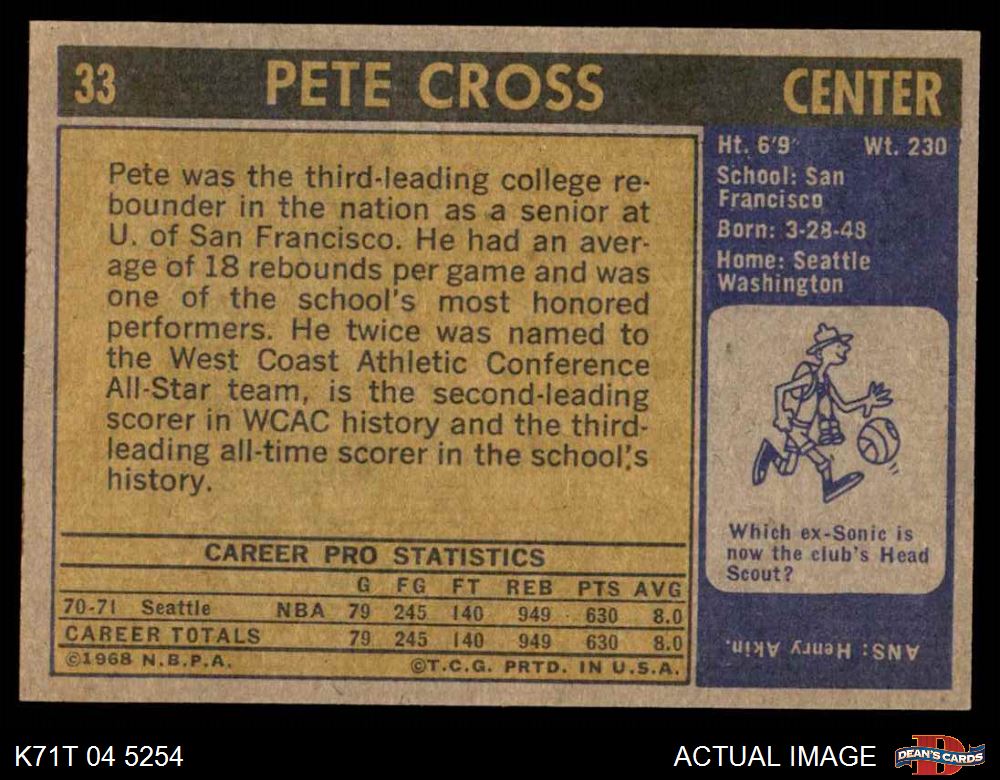 33 PETE CROSS CENTER
Pete was the third-leading college re-
bounder in the nation as a senior at
U. of San Francisco. He had an aver-
age of 18 rebounds per game and was
one of the school's most honored
performers. He twice was named to
the West Coast Athletic Conference
All-Star team, is the second-leading
scorer in WCAC history and the third-
leading all-time scorer in the school's
history.
CAREER PRO STATISTICS
G FG FT REB PTS AVG
70-71 Seattle NBA 79 245 140 949 630 8.0
CAREER TOTALS 79 245 140 949 630 8.0
©1968 N.B.P.A. ©T.C.G. PRTD. IN U.S.A.
Ht. 6'9" Wt. 230
School: San
Francisco
Born: 3-28-48
Home: Seattle
Washington
Which ex-Sonic is
now the club's Head
Scout?
ANS: Henry Akin.
K71T 04 5254
ACTUAL IMAGE
DEAN'S CARDS